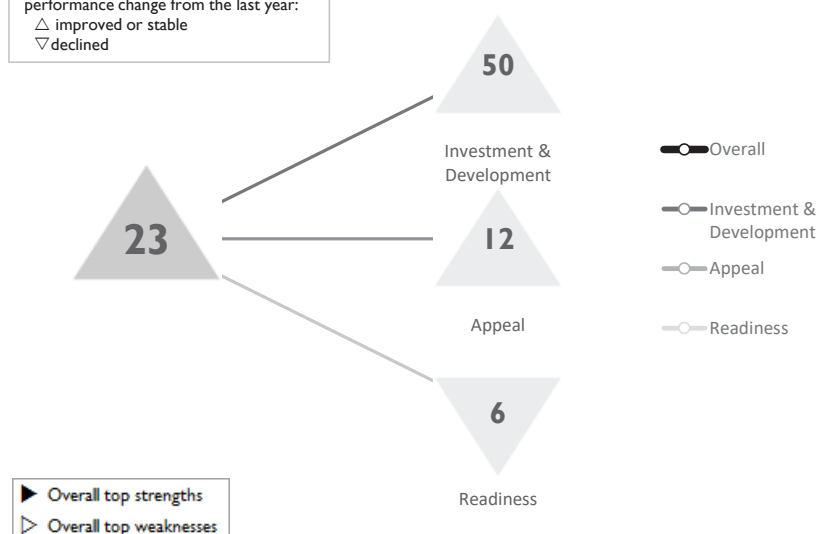 performance change from the last year:
△ improved or stable
▽ declined
50
Investment &
Development
23
12
Appeal
6
Readiness
Overall
Investment &
Development
Appeal
Readiness
▶ Overall top strengths
▷ Overall top weaknesses